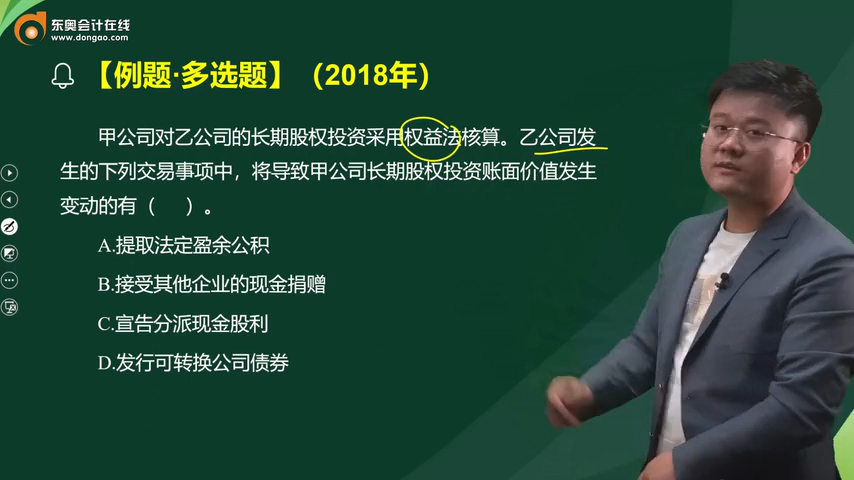 东奥会计在线
www.dongao.com
【例题·多选题】（2018年）
甲公司对乙公司的长期股权投资采用权益法核算。乙公司发
生的下列交易事项中，将导致甲公司长期股权投资账面价值发生
变动的有（ ）。
A.提取法定盈余公积
B.接受其他企业的现金捐赠
C.宣告分派现金股利
D.发行可转换公司债券